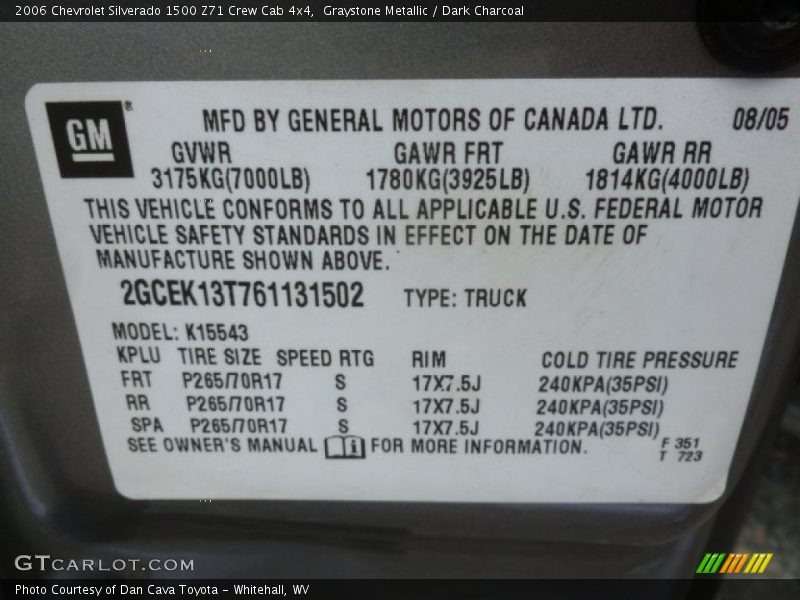 2006 Chevrolet Silverado 1500 Z71 Crew Cab 4x4,  Graystone Metallic / Dark Charcoal
GM ®
MFD BY GENERAL MOTORS OF CANADA LTD. 08/05
GVWR GAWR FRT GAWR RR
3175KG(7000LB) 1780KG(3925LB) 1814KG(4000LB)
THIS VEHICLE CONFORMS TO ALL APPLICABLE U.S. FEDERAL MOTOR
VEHICLE SAFETY STANDARDS IN EFFECT ON THE DATE OF
MANUFACTURE SHOWN ABOVE.
2GCEK13T761131502 TYPE: TRUCK
MODEL: K15543
KPLU TIRE SIZE SPEED RTG RIM COLD TIRE PRESSURE
FRT P265/70R17 S 17X7.5J 240KPA(35PSI)
RR P265/70R17 S 17X7.5J 240KPA(35PSI)
SPA P265/70R17 S 17X7.5J 240KPA(35PSI)
SEE OWNER'S MANUAL i FOR MORE INFORMATION. F 351
T 723
GTCARLOT.COM
Photo Courtesy of Dan Cava Toyota - Whitehall, WV